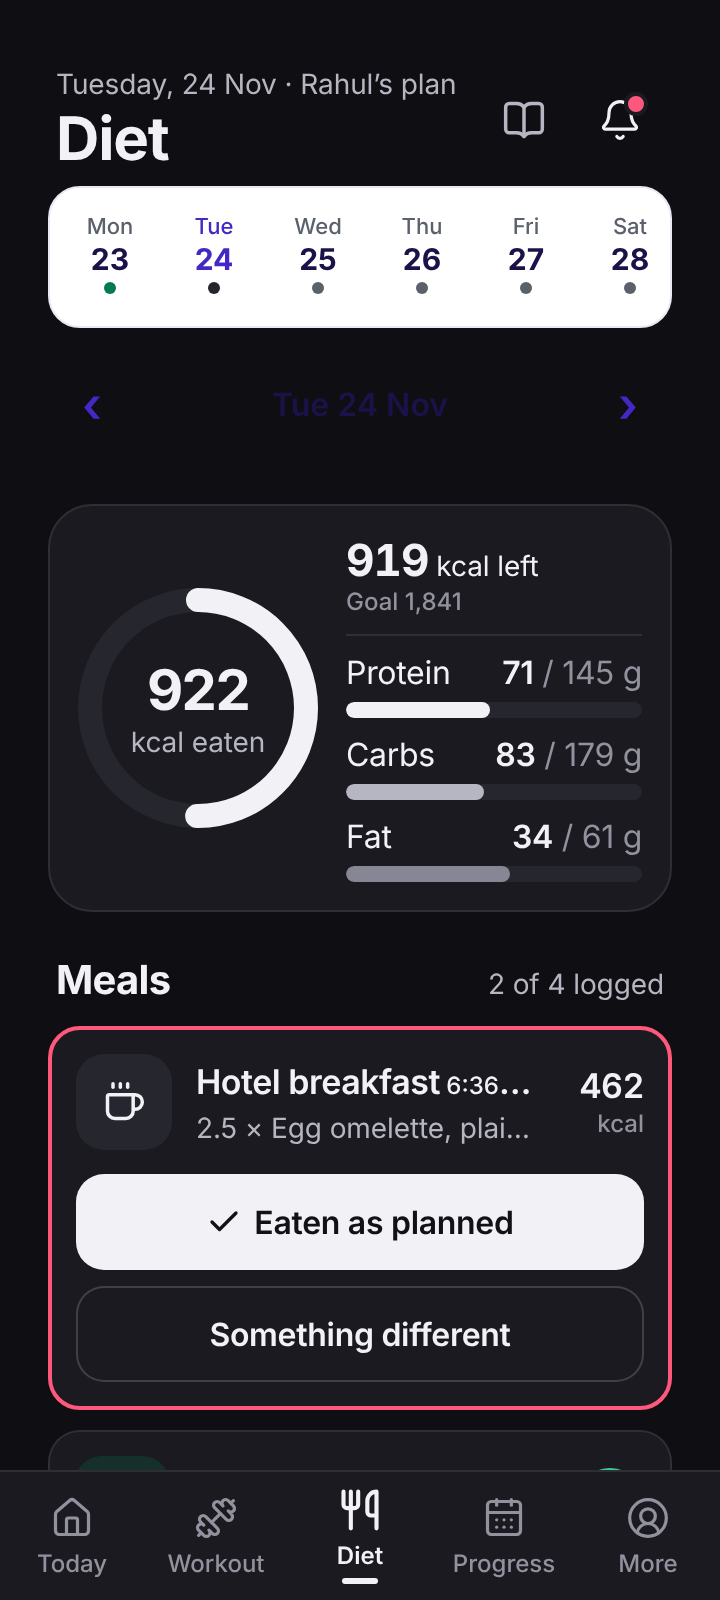 Tuesday, 24 Nov · Rahul’s plan
Diet
Mon Tue Wed Thu Fri Sat
23 24 25 26 27 28
‹ Tue 24 Nov ›
919 kcal left
Goal 1,841
922
kcal eaten
Protein 71 / 145 g
Carbs 83 / 179 g
Fat 34 / 61 g
Meals 2 of 4 logged
Hotel breakfast 6:36... 462
2.5 × Egg omelette, plai... kcal
Eaten as planned
Something different
Today Workout Diet Progress More